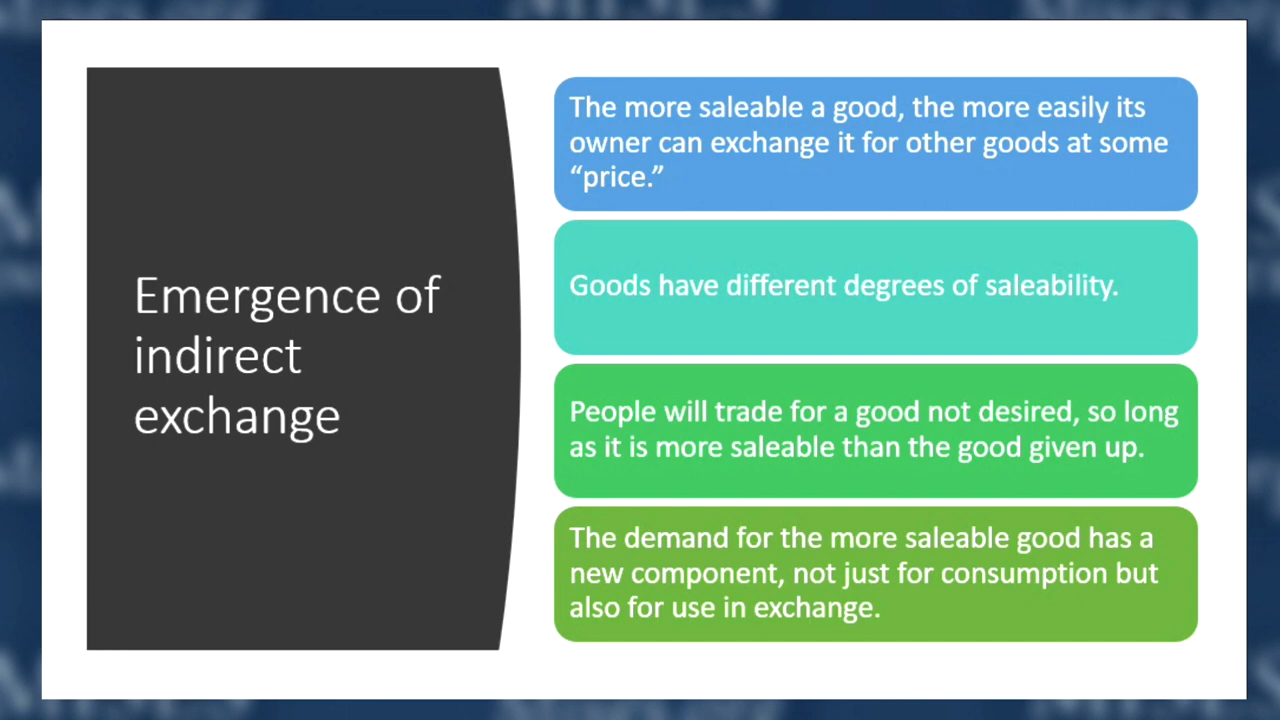 Emergence of
indirect
exchange
The more saleable a good, the more easily its
owner can exchange it for other goods at some
“price.”
Goods have different degrees of saleability.
People will trade for a good not desired, so long
as it is more saleable than the good given up.
The demand for the more saleable good has a
new component, not just for consumption but
also for use in exchange.